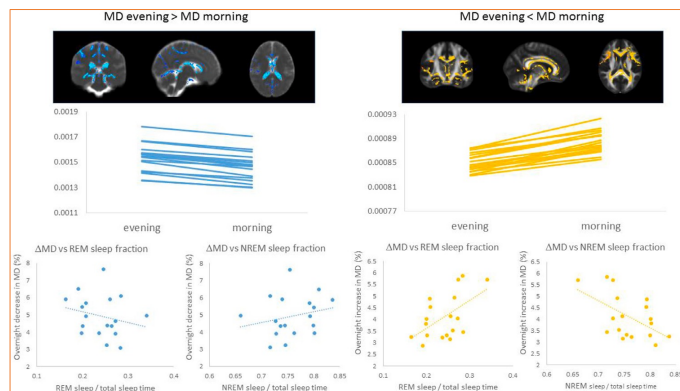 MD evening > MD morning
0.0019
0.0017
0.0015
0.0013
0.0011
evening morning
ΔMD vs REM sleep fraction
Overnight decrease in MD (%)
8
7
6
5
4
3
2
0.1 0.2 0.3 0.4
REM sleep / total sleep time
ΔMD vs NREM sleep fraction
Overnight decrease in MD (%)
8
7
6
5
4
3
2
0.65 0.7 0.75 0.8 0.85
NREM sleep / total sleep time
MD evening < MD morning
0.00093
0.00089
0.00085
0.00081
0.00077
evening morning
ΔMD vs REM sleep fraction
Overnight increase in MD (%)
6.5
6
5.5
5
4.5
4
3.5
3
2.5
0.1 0.2 0.3 0.4
REM sleep / total sleep time
ΔMD vs NREM sleep fraction
Overnight increase in MD (%)
6.5
6
5.5
5
4.5
4
3.5
3
2.5
0.65 0.7 0.75 0.8 0.85
NREM sleep / total sleep time